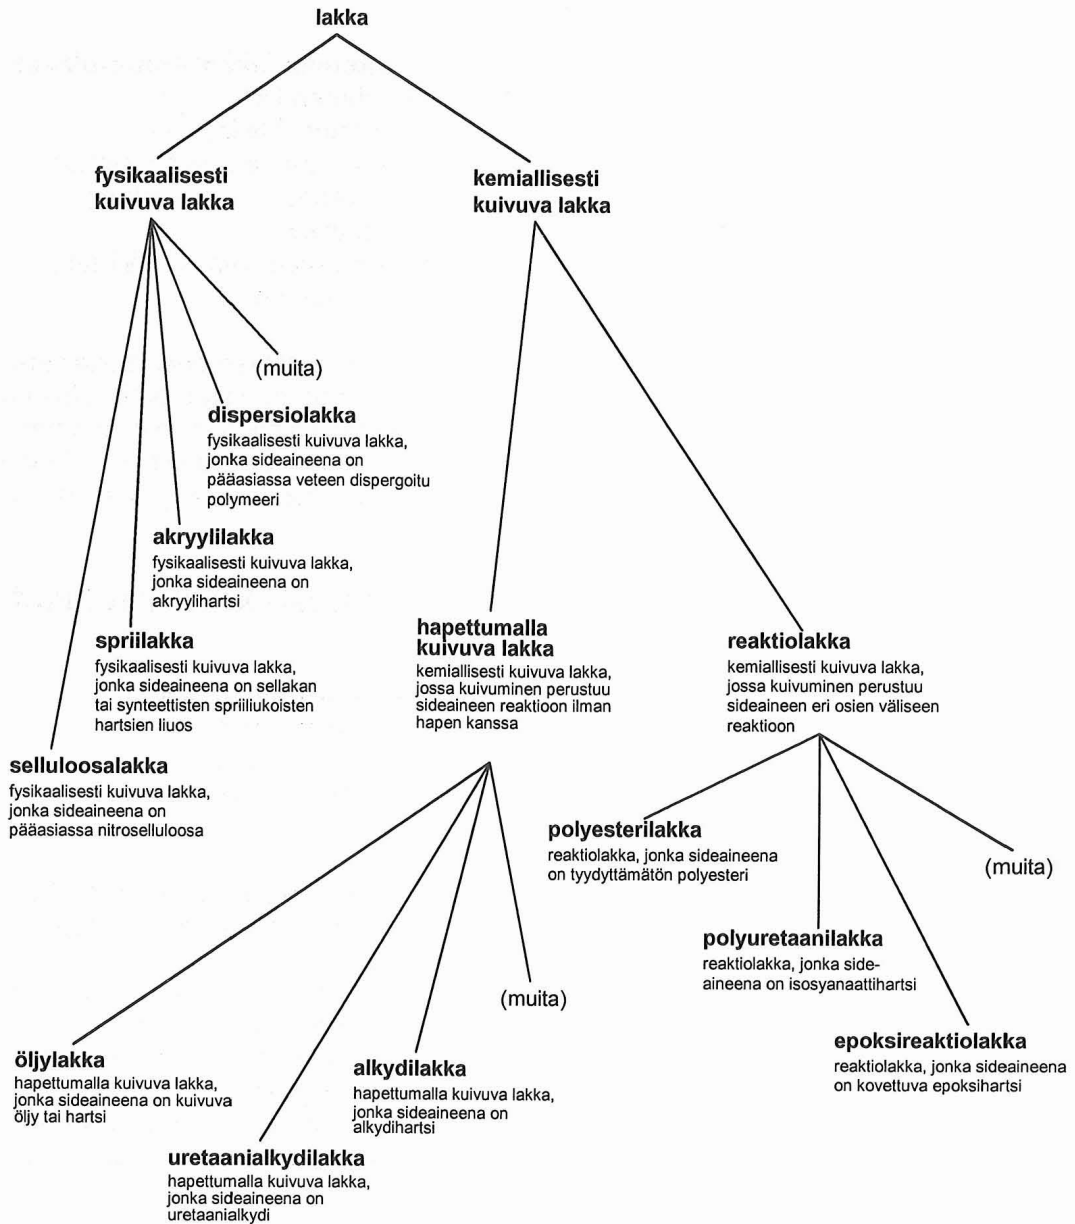 lakka
fysikaalisesti
kuivuva lakka
kemiallisesti
kuivuva lakka
(muita)
dispersiolakka
fysikaalisesti kuivuva lakka,
jonka sideaineena on
pääasiassa veteen dispergoitu
polymeeri
akryylilakka
fysikaalisesti kuivuva lakka,
jonka sideaineena on
akryylihartsi
spriilakka
fysikaalisesti kuivuva lakka,
jonka sideaineena on sellakan
tai synteettisten spriiliukoisten
hartsien liuos
selluloosalakka
fysikaalisesti kuivuva lakka,
jonka sideaineena on
pääasiassa nitroselluloosa
hapettumalla
kuivuva lakka
kemiallisesti kuivuva lakka,
jossa kuivuminen perustuu
sideaineen reaktioon ilman
hapen kanssa
reaktiolakka
kemiallisesti kuivuva lakka,
jossa kuivuminen perustuu
sideaineen eri osien väliseen
reaktioon
polyesterilakka
reaktiolakka, jonka sideaineena
on tyydyttämätön polyesteri
(muita)
polyuretaanilakka
reaktiolakka, jonka side-
aineena on isosyanaattihartsi
epoksireaktiolakka
reaktiolakka, jonka sideaineena
on kovettuva epoksihartsi
(muita)
öljylakka
hapettumalla kuivuva lakka,
jonka sideaineena on kuivuva
öljy tai hartsi
alkydilakka
hapettumalla kuivuva lakka,
jonka sideaineena on
alkydihartsi
uretaanialkydilakka
hapettumalla kuivuva lakka,
jonka sideaineena on
uretaanialkydi